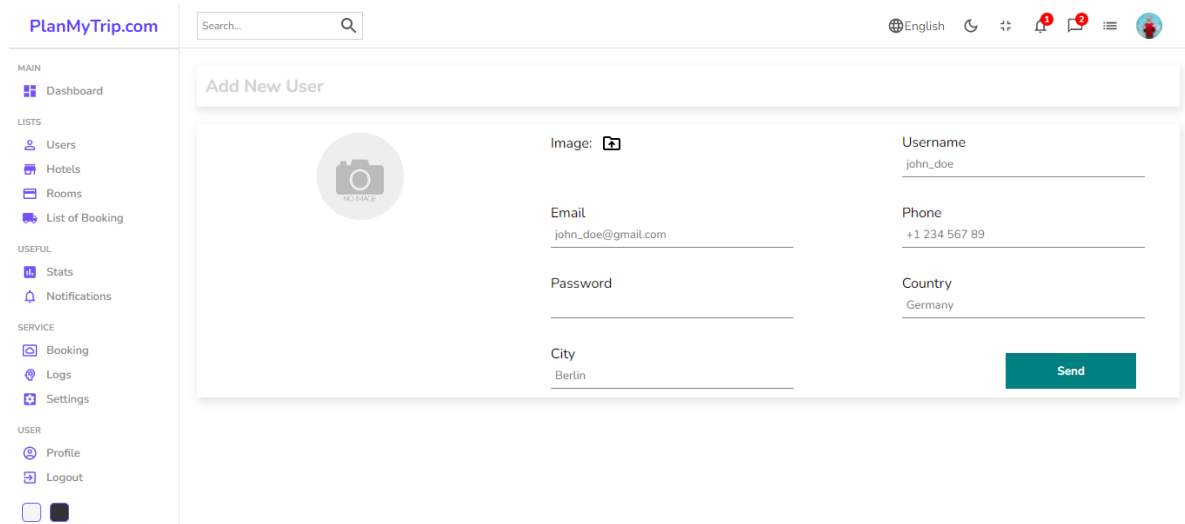 PlanMyTrip.com
Search...
English
1
2
MAIN
Dashboard
LISTS
Users
Hotels
Rooms
List of Booking
USEFUL
Stats
Notifications
SERVICE
Booking
Logs
Settings
USER
Profile
Logout
Add New User
NO IMAGE
Image:
Username
john_doe
Email
john_doe@gmail.com
Phone
+1 234 567 89
Password
Country
Germany
City
Berlin
Send